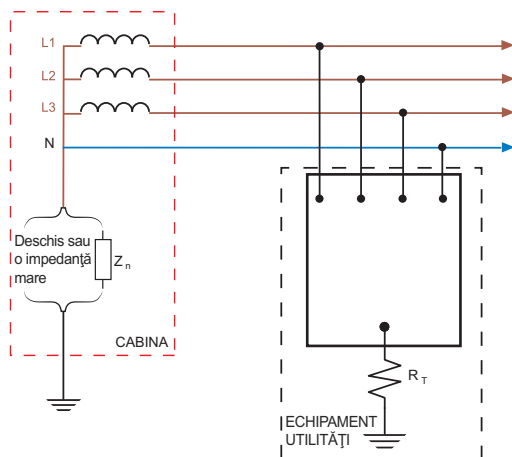 L1
L2
L3
N
Deschis sau
o impedanţă
mare
Z n
CABINA
R T
ECHIPAMENT
UTILITĂŢI